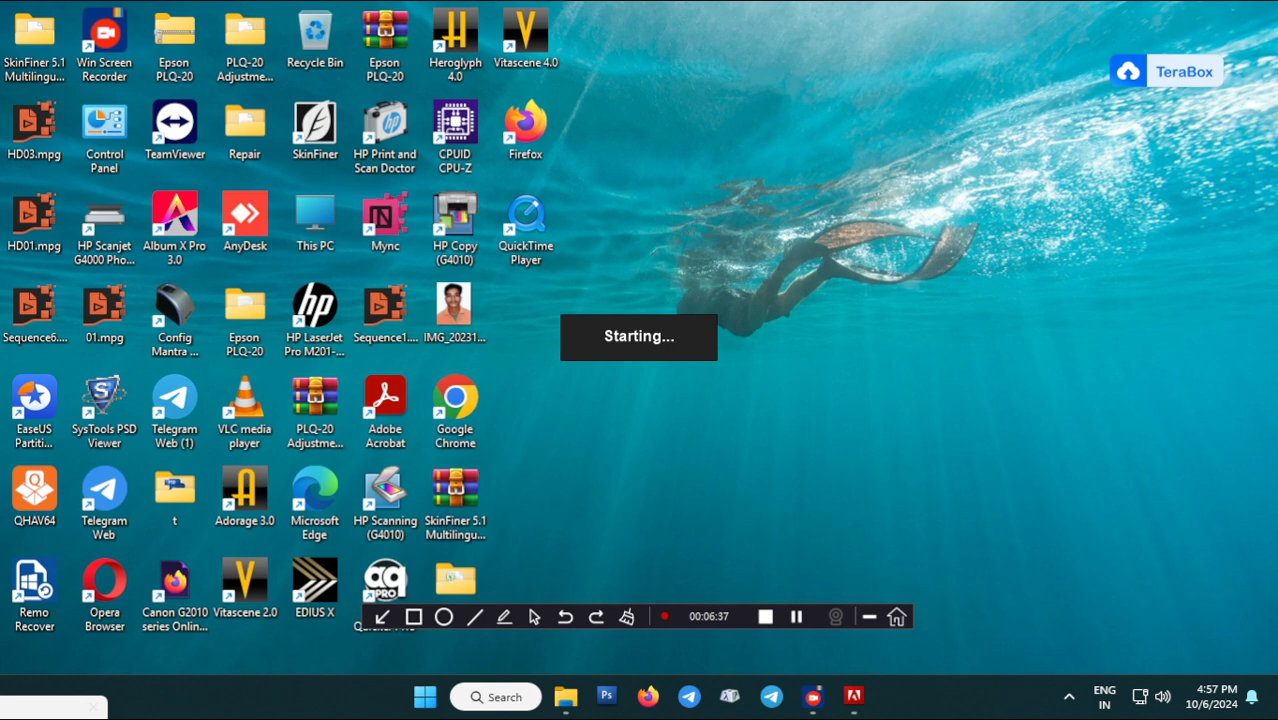 SkinFiner 5.1
Multilingu...
Win Screen
Recorder
Epson
PLQ-20
PLQ-20
Adjustme...
Recycle Bin
Epson
PLQ-20
Heroglyph
4.0
Vitascene 4.0
TeraBox
HD03.mpg
Control
Panel
TeamViewer
Repair
SkinFiner
HP Print and
Scan Doctor
CPUID
CPU-Z
Firefox
HD01.mpg
HP Scanjet
G4000 Pho...
Album X Pro
3.0
AnyDesk
This PC
Mync
HP Copy
(G4010)
QuickTime
Player
Starting...
Sequence6....
01.mpg
Config
Mantra ...
Epson
PLQ-20
HP LaserJet
Pro M201-...
Sequence1....
IMG_20231...
EaseUS
Partiti...
SysTools PSD
Viewer
Telegram
Web (1)
VLC media
player
PLQ-20
Adjustme...
Adobe
Acrobat
Google
Chrome
QHAV64
Telegram
Web
t
Adorage 3.0
Microsoft
Edge
HP Scanning
(G4010)
SkinFiner 5.1
Multilingu...
Remo
Recover
Opera
Browser
Canon G2010
series Onlin...
Vitascene 2.0
EDIUS X
aq
PRO
00:06:37
Search
Ps
ENG
IN
4:57 PM
10/6/2024